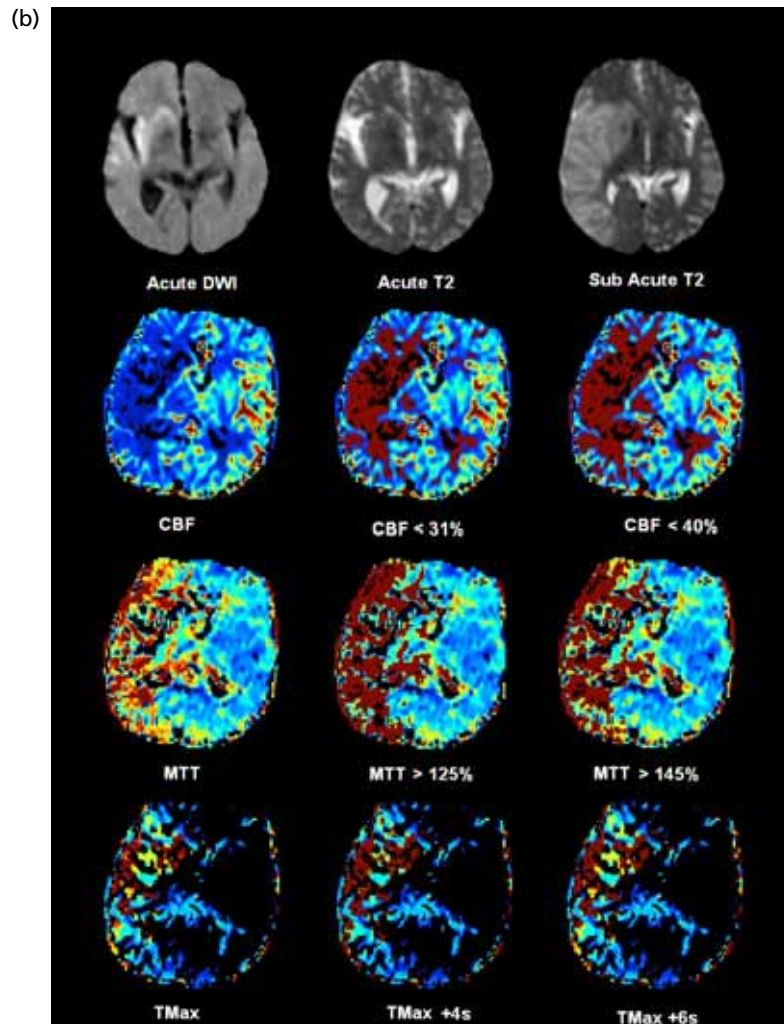 (b)
Acute DWI Acute T2 Sub Acute T2
CBF CBF < 31% CBF < 40%
MTT MTT > 125% MTT > 145%
TMax TMax +4s TMax +6s